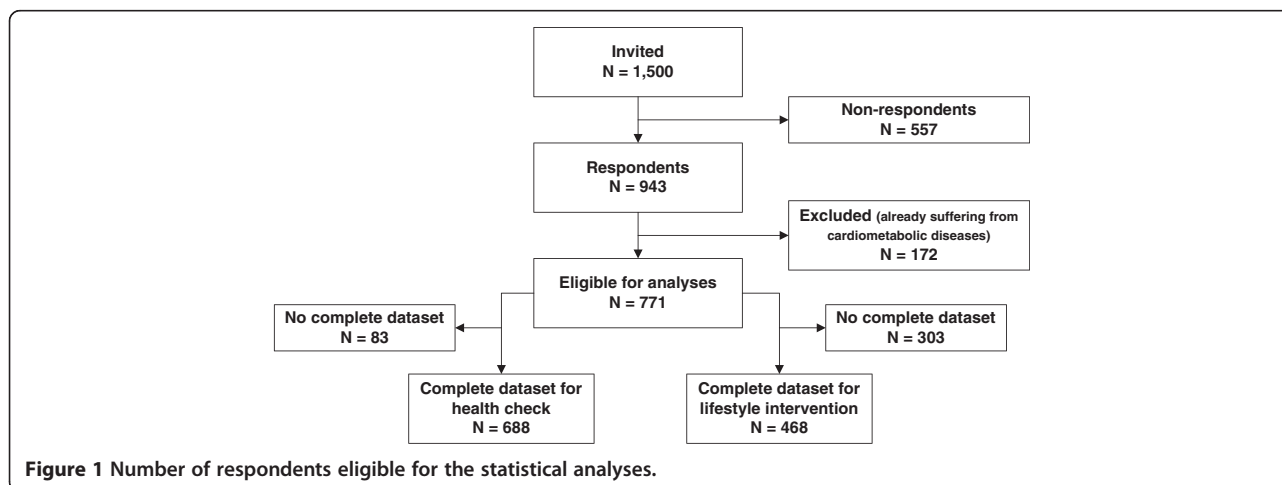 Invited
N = 1,500
Non-respondents
N = 557
Respondents
N = 943
Excluded (already suffering from
cardiometabolic diseases)
N = 172
Eligible for analyses
N = 771
No complete dataset
N = 83
No complete dataset
N = 303
Complete dataset for
health check
N = 688
Complete dataset for
lifestyle intervention
N = 468
Figure 1 Number of respondents eligible for the statistical analyses.